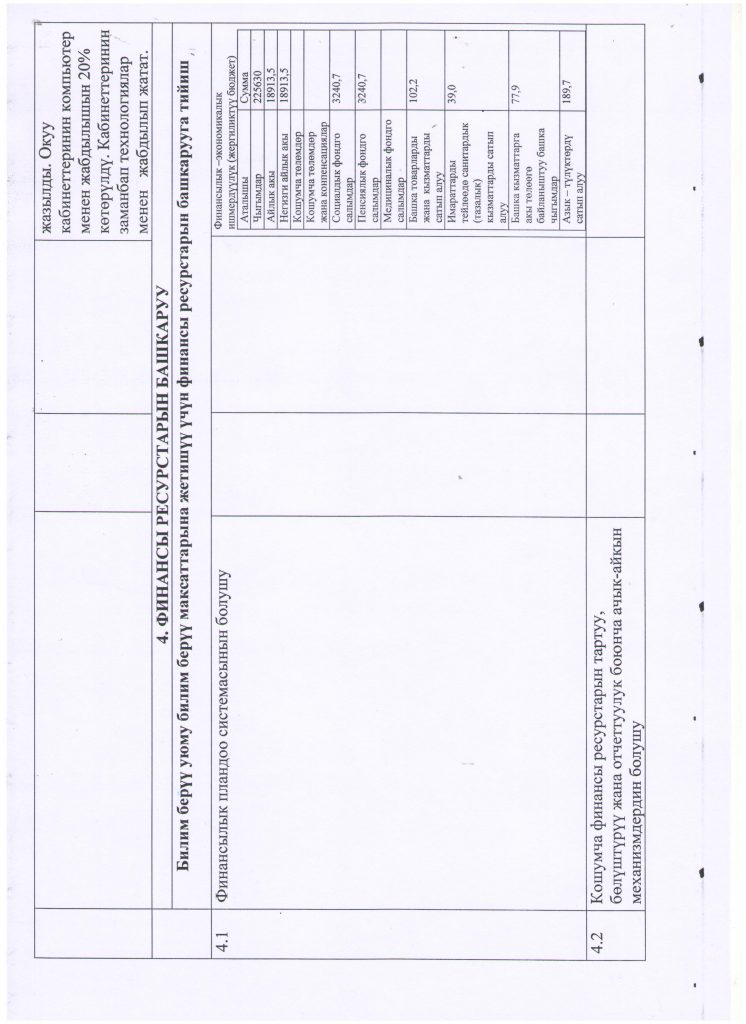 жазылды. Окуу
кабинеттеринин компьютер
менен жабдылышын 20%
көтөрүлдү. Кабинеттеринин
заманбап технологиялар
менен жабдылып жатат.
4. ФИНАНСЫ РЕСУРСТАРЫН БАШКАРУУ
Билим берүү уюму билим берүү максаттарына жетишүү үчүн финансы ресурстарын башкарууга тийиш
4.1 Финансылык пландоо системасынын болушу
Финансылык –экономикалык
ишмердүүлүк (жергиликтүү бюджет)
Аталышы Сумма
Чыгымдар 225630
Айлык акы 18913,5
Негизги айлык акы 18913,5
Кошумча төлөмдөр
Кошумча төлөмдөр
жана компенсациялар
Социалдык фондго 3240,7
салымдар
Пенсиялык фондго 3240,7
салымдар
Медициналык фондго
салымдар
Башка товарларды 102,2
жана кызматтарды
сатып алуу
Имараттарды 39,0
тейлөөдө санитардык
(тазалык)
кызматтарды сатып
алуу
Башка кызматтарга 77,9
акы төлөөгө
байланыштуу башка
чыгымдар
Азык – түлүктөрдү 189,7
сатып алуу
4.2 Кошумча финансы ресурстарын тартуу,
бөлүштүрүү жана отчеттуулук боюнча ачык-айкын
механизмдердин болушу